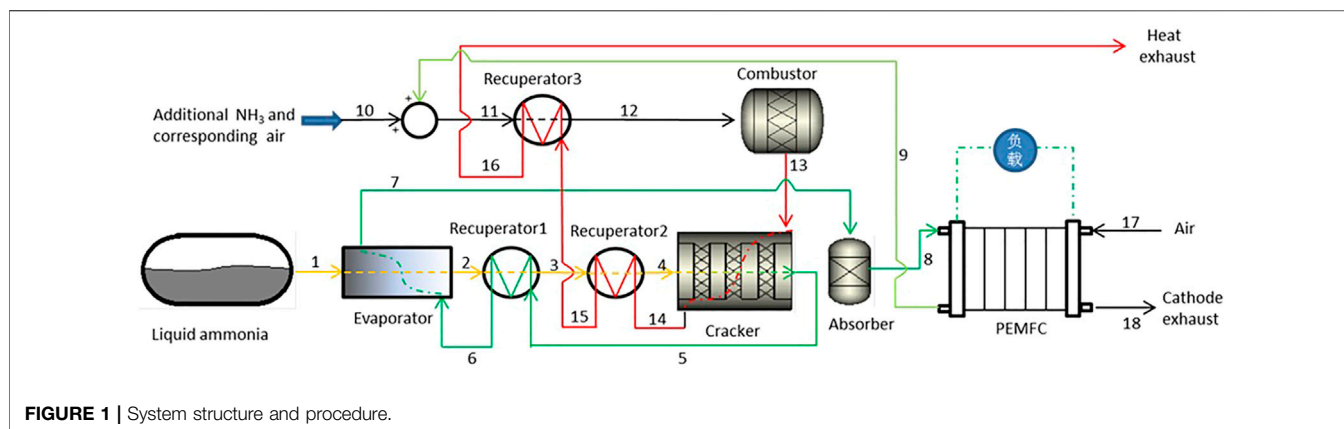 Heat
exhaust
Recuperator3
Combustor
Additional NH₃ and
corresponding air
10
+
+
11
12
13
9
负
载
16
7
17
Air
Recuperator1
Recuperator2
1
2
3
4
8
Liquid ammonia
Evaporator
15
14
Cracker
Absorber
PEMFC
18
Cathode
exhaust
6
5
FIGURE 1 | System structure and procedure.